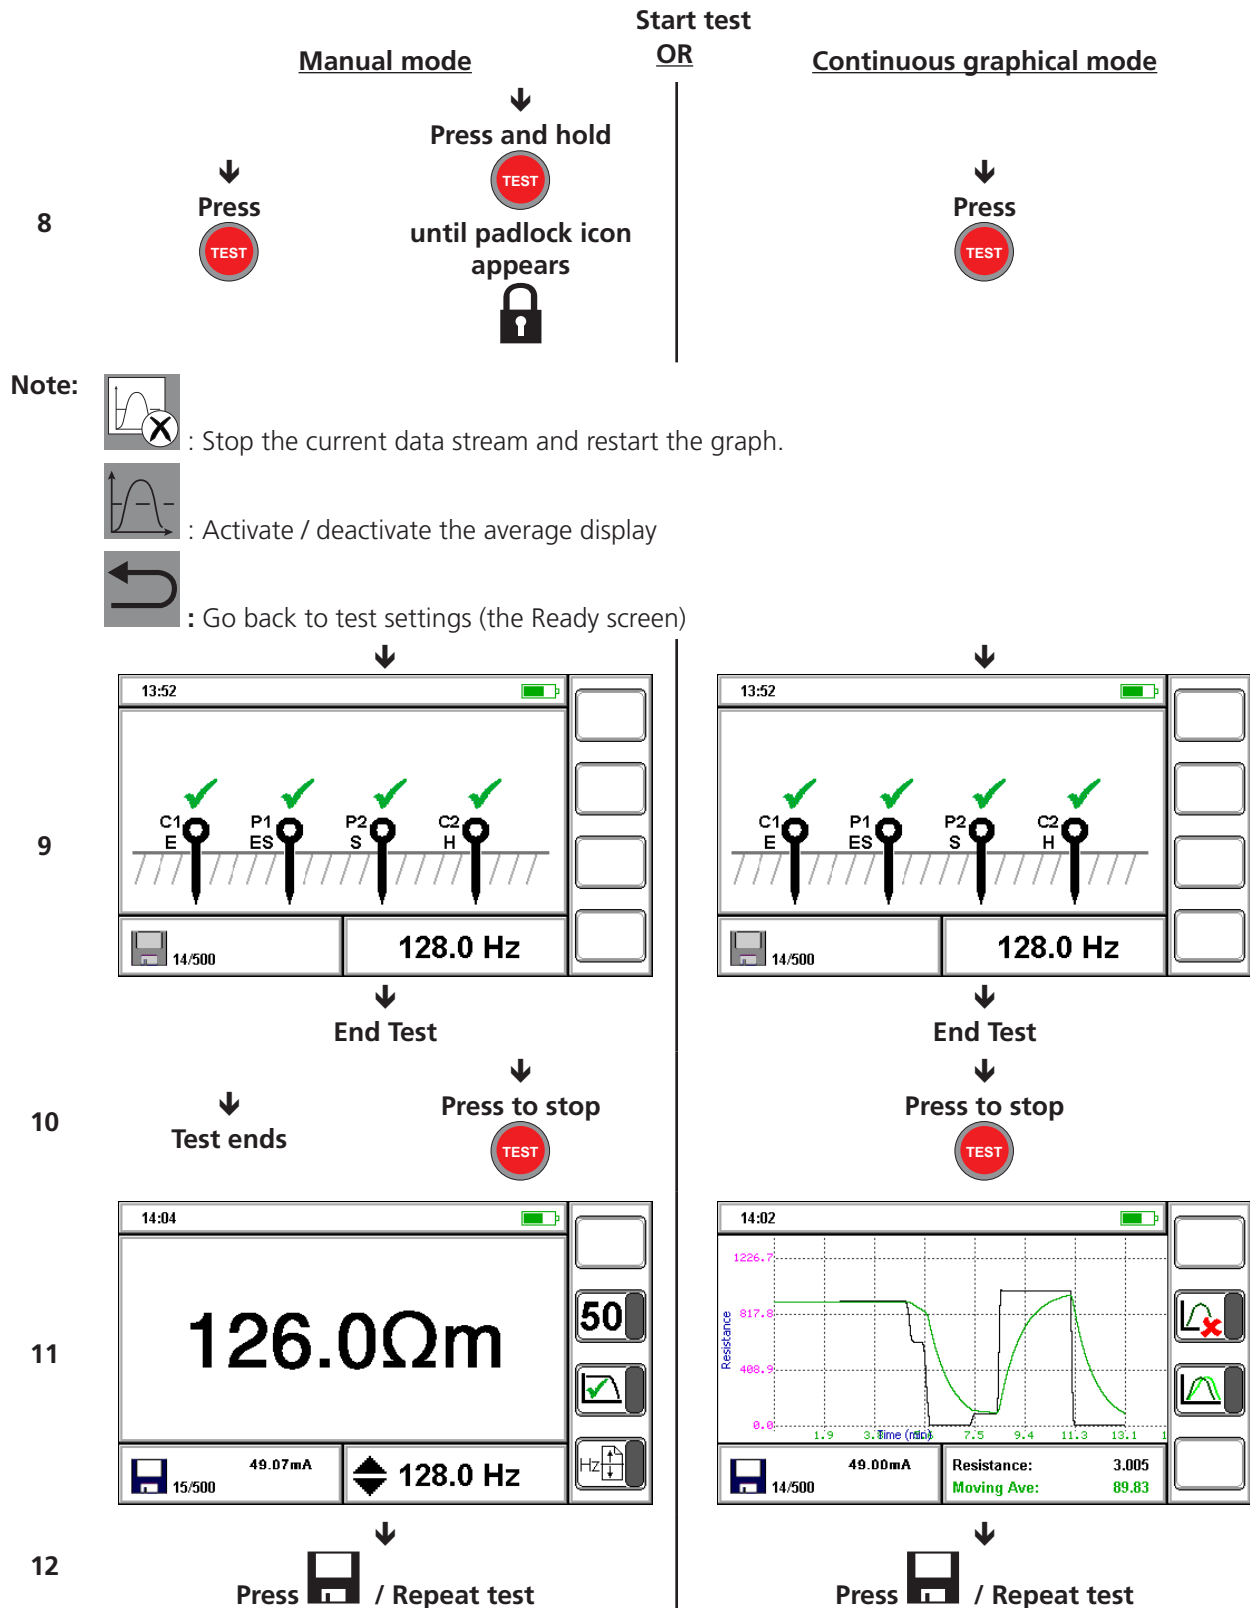 Start test
Manual mode
OR
Continuous graphical mode
8
Press
TEST
Press and hold
TEST
until padlock icon
appears
Press
TEST
Note:
: Stop the current data stream and restart the graph.
: Activate / deactivate the average display
: Go back to test settings (the Ready screen)
9
13:52
C1
E
P1
ES
P2
S
C2
H
14/500
128.0 Hz
13:52
C1
E
P1
ES
P2
S
C2
H
14/500
128.0 Hz
End Test
End Test
10
Test ends
Press to stop
TEST
Press to stop
TEST
11
14:04
126.0Ωm
50
Hz
49.07mA
15/500
128.0 Hz
14:02
1226.7
817.8
408.9
0.0
Resistance
1.9
Time (min)
7.5
9.4
11.3
13.1
49.00mA
14/500
Resistance: 3.005
Moving Ave: 89.83
12
Press / Repeat test
Press / Repeat test